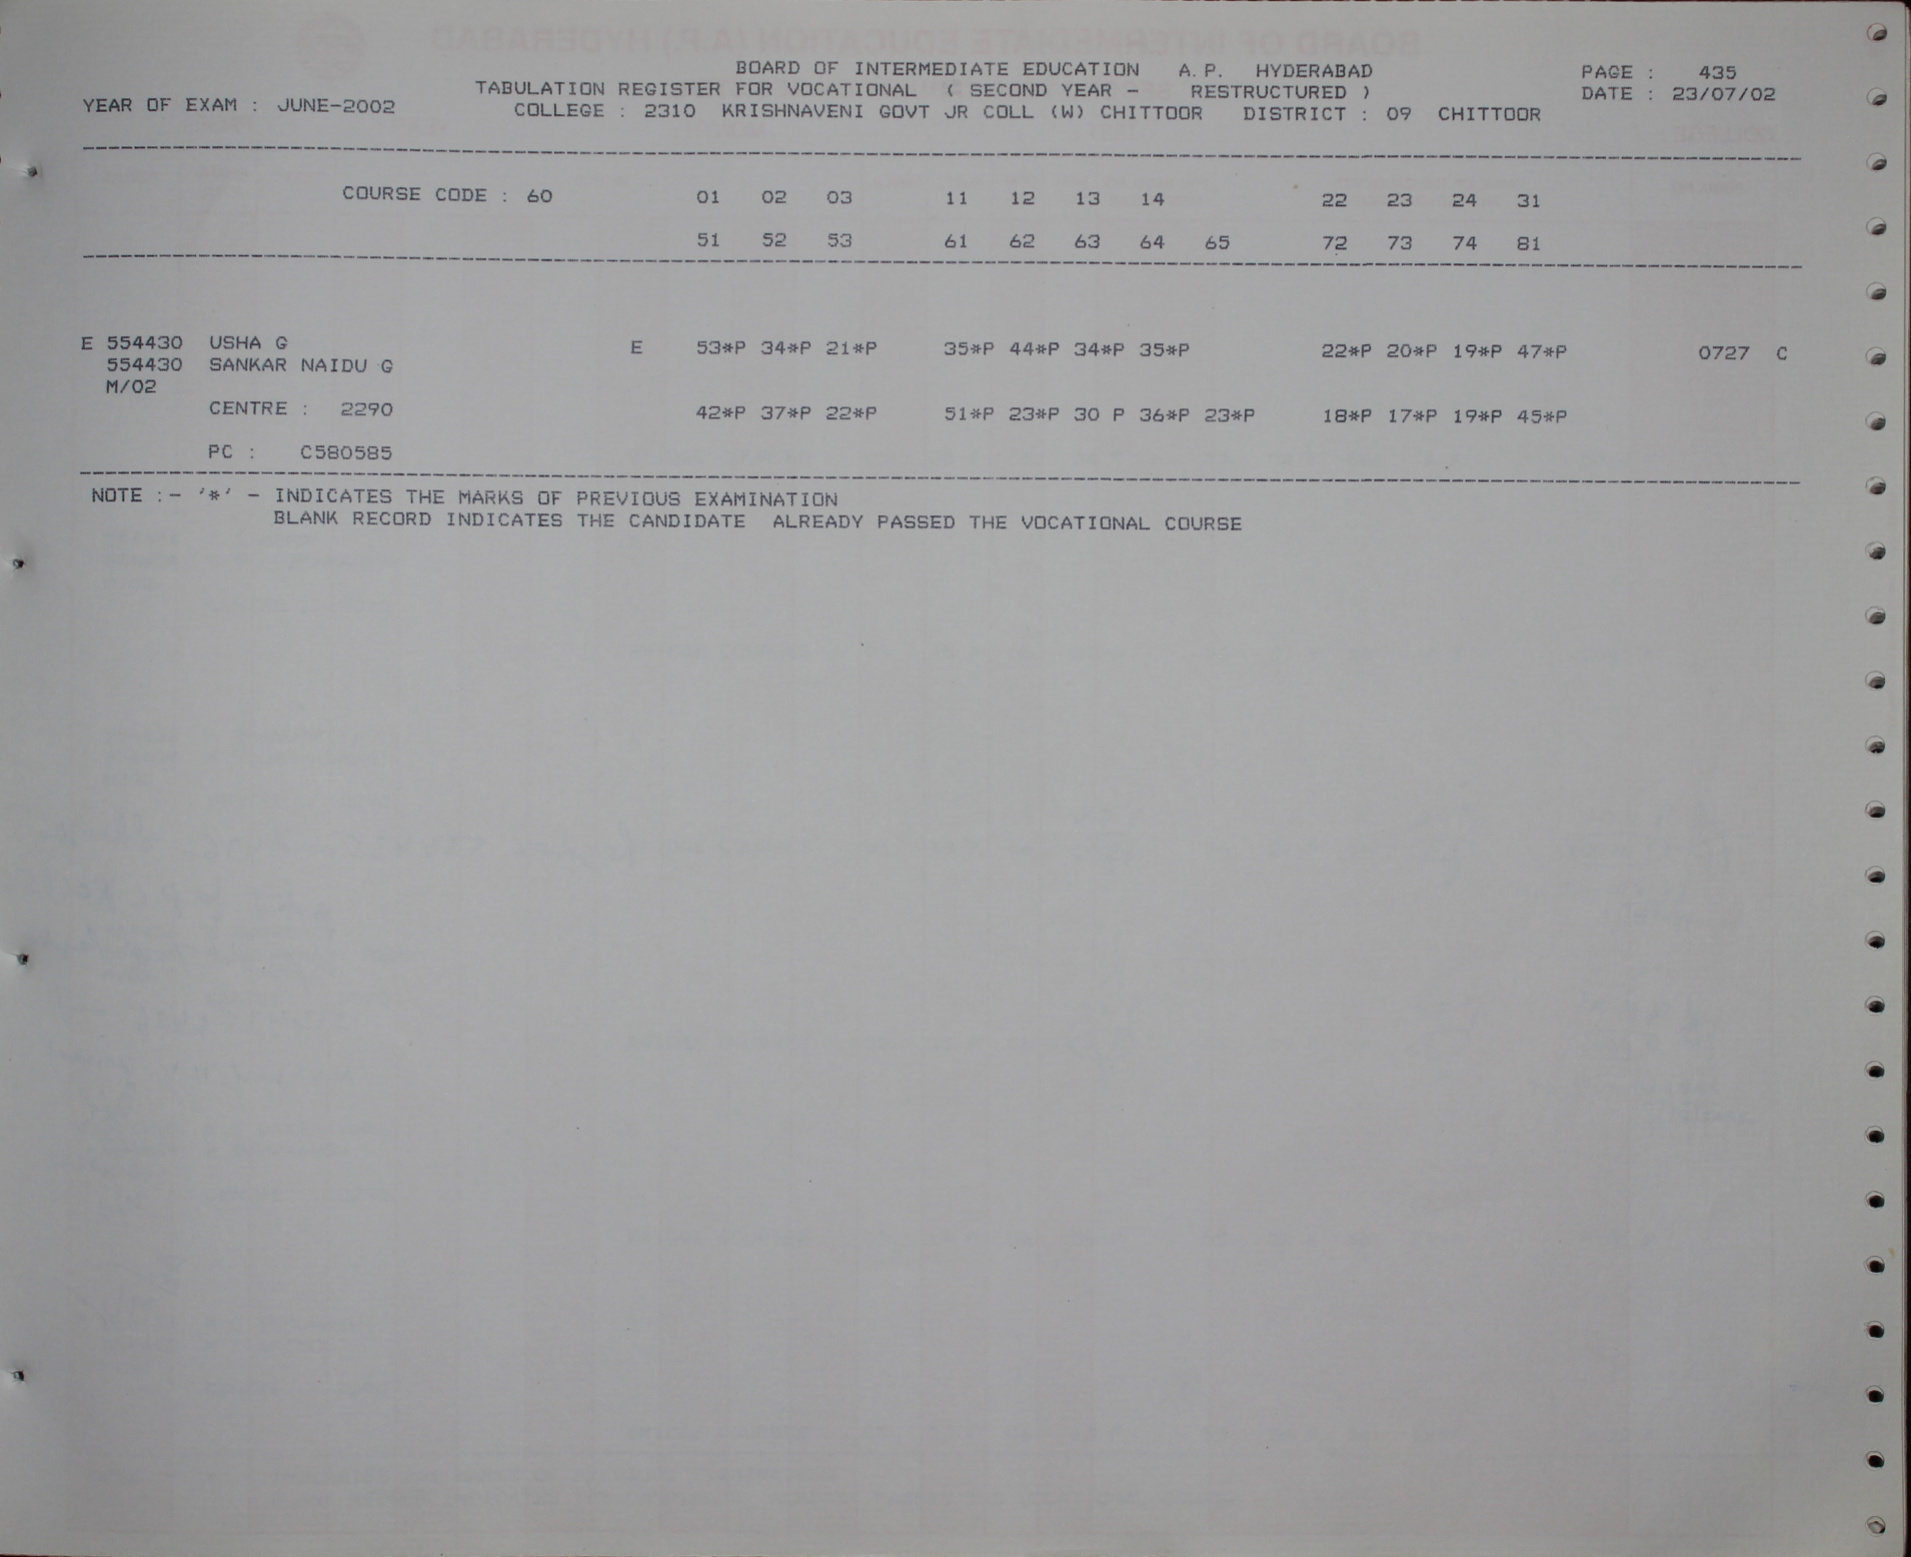 BOARD OF INTERMEDIATE EDUCATION A.P. HYDERABAD PAGE : 435
TABULATION REGISTER FOR VOCATIONAL ( SECOND YEAR - RESTRUCTURED ) DATE : 23/07/02
YEAR OF EXAM : JUNE-2002 COLLEGE : 2310 KRISHNAVENI GOVT JR COLL (W) CHITTOOR DISTRICT : 09 CHITTOOR
COURSE CODE : 60 01 02 03 11 12 13 14 22 23 24 31
51 52 53 61 62 63 64 65 72 73 74 81
E 554430 USHA G E 53*P 34*P 21*P 35*P 44*P 34*P 35*P 22*P 20*P 19*P 47*P 0727 C
554430 SANKAR NAIDU G
M/02
CENTRE : 2290 42*P 37*P 22*P 51*P 23*P 30 P 36*P 23*P 18*P 17*P 19*P 45*P
PC : C580585
NOTE :- '*' - INDICATES THE MARKS OF PREVIOUS EXAMINATION
BLANK RECORD INDICATES THE CANDIDATE ALREADY PASSED THE VOCATIONAL COURSE